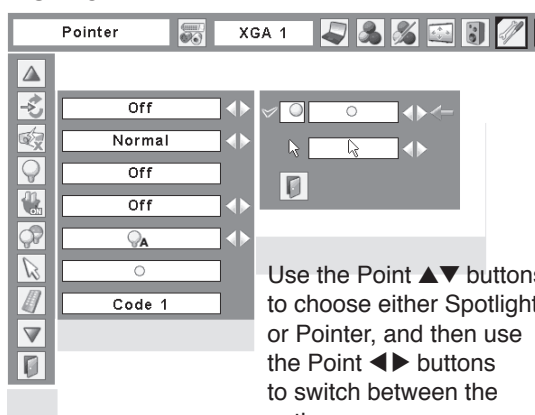 Pointer
XGA 1
Off
Normal
Off
ON
Off
A
Code 1
Use the Point ▲▼ buttons
to choose either Spotlight
or Pointer, and then use
the Point ◀▶ buttons
to switch between the